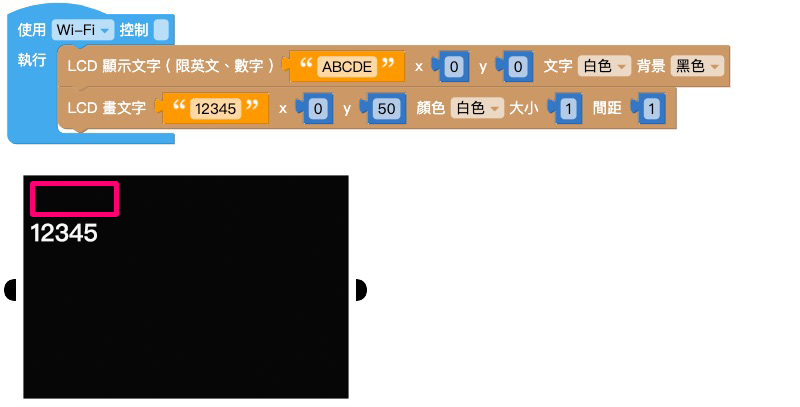 使用 Wi-Fi 控制
執行
LCD 顯示文字（限英文、數字） “ ABCDE ” x 0 y 0 文字 白色 背景 黑色
LCD 畫文字 “ 12345 ” x 0 y 50 顏色 白色 大小 1 間距 1
12345